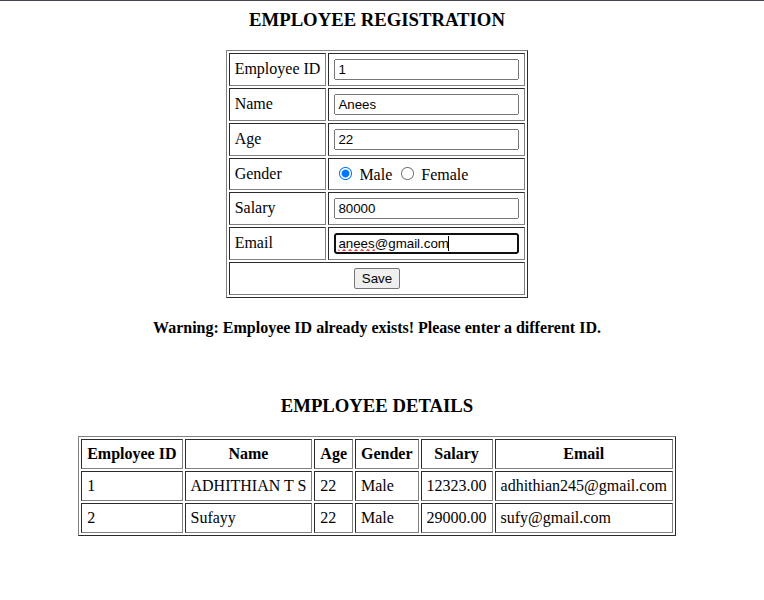 EMPLOYEE REGISTRATION
Employee ID 1
Name Anees
Age 22
Gender Male Female
Salary 80000
Email anees@gmail.com
Save
Warning: Employee ID already exists! Please enter a different ID.
EMPLOYEE DETAILS
Employee ID Name Age Gender Salary Email
1 ADHITHIAN T S 22 Male 12323.00 adhithian245@gmail.com
2 Sufayy 22 Male 29000.00 sufy@gmail.com